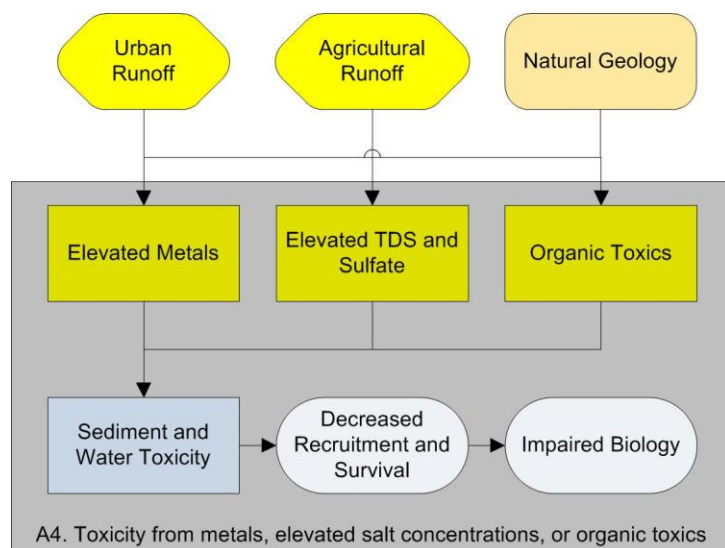 Urban
Runoff
Agricultural
Runoff
Natural Geology
Elevated Metals
Elevated TDS and
Sulfate
Organic Toxics
Sediment and
Water Toxicity
Decreased
Recruitment and
Survival
Impaired Biology
A4. Toxicity from metals, elevated salt concentrations, or organic toxics